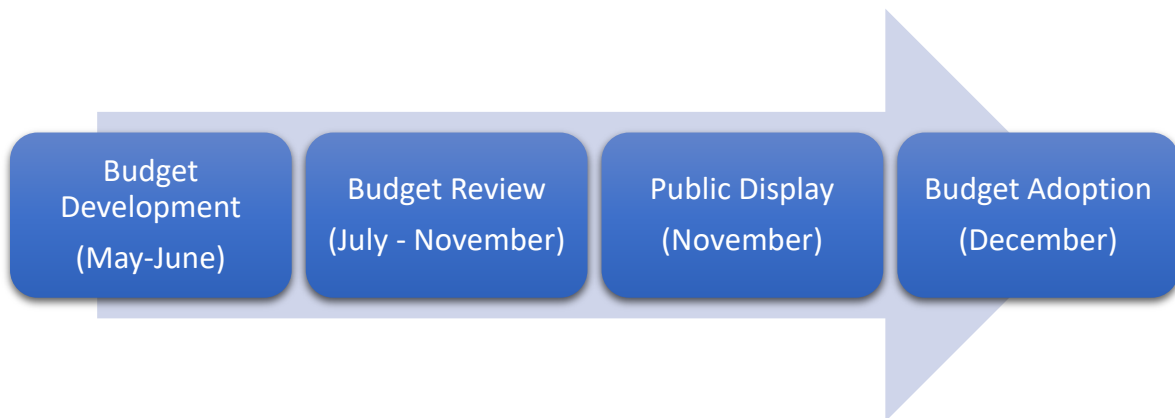 Budget
Development
(May-June)
Budget Review
(July - November)
Public Display
(November)
Budget Adoption
(December)